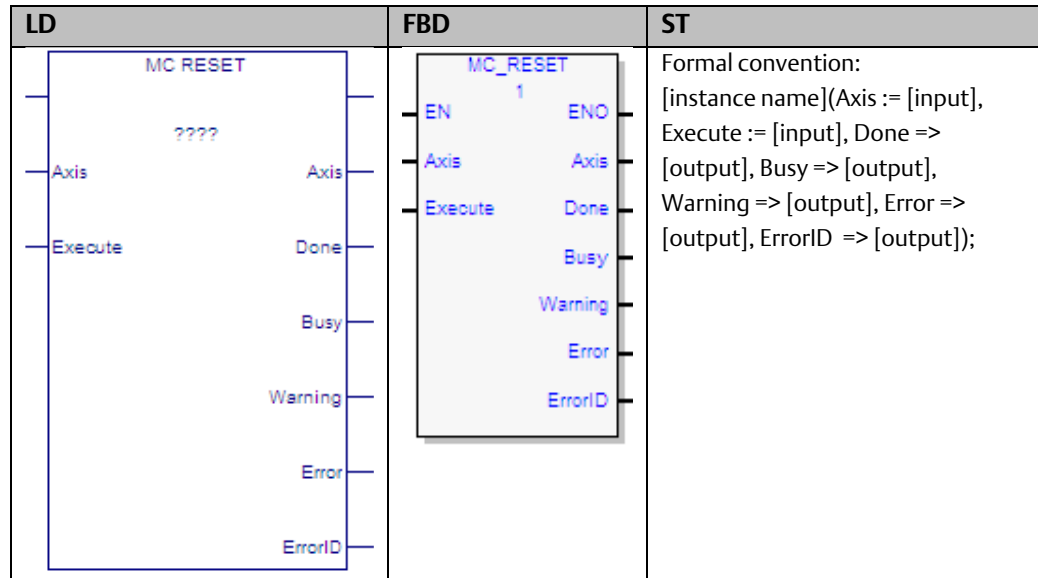 LD
FBD
ST
MC RESET
????
Axis Axis
Execute Done
Busy
Warning
Error
ErrorID
MC_RESET
1
EN ENO
Axis Axis
Execute Done
Busy
Warning
Error
ErrorID
Formal convention:
[instance name](Axis := [input],
Execute := [input], Done =>
[output], Busy => [output],
Warning => [output], Error =>
[output], ErrorID => [output]);